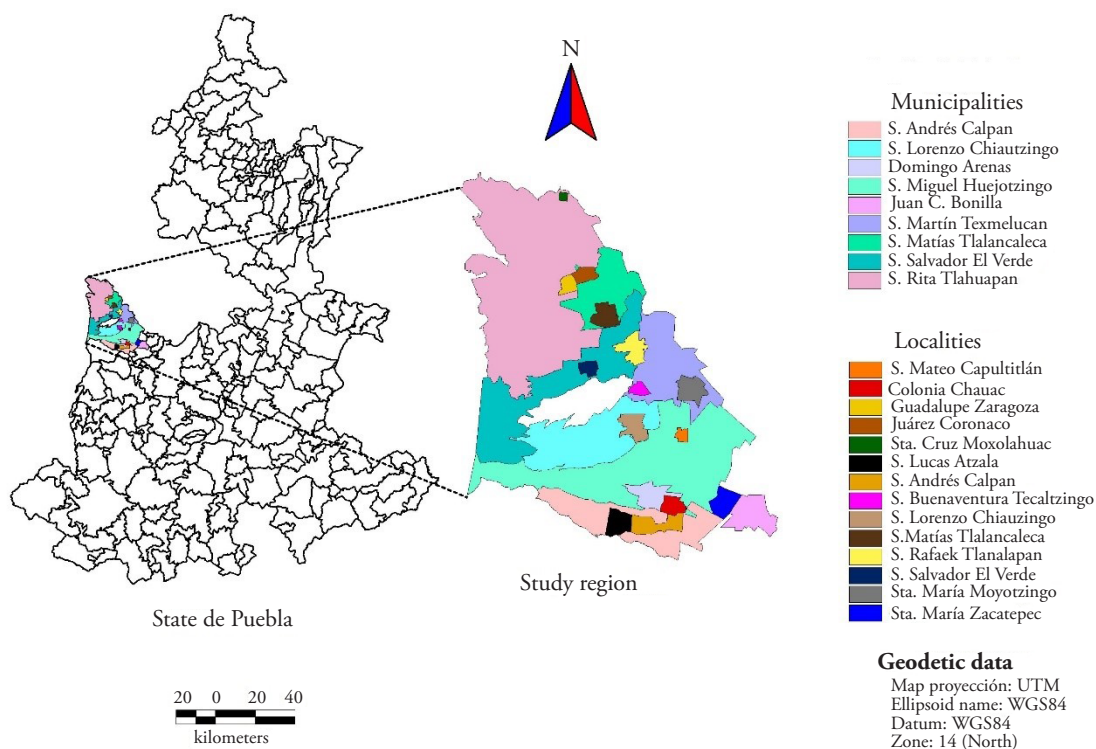 N
Municipalities
S. Andrés Calpan
S. Lorenzo Chiautzingo
Domingo Arenas
S. Miguel Huejotzingo
Juan C. Bonilla
S. Martín Texmelucan
S. Matías Tlalancaleca
S. Salvador El Verde
S. Rita Tlahuapan
Localities
S. Mateo Capultitlán
Colonia Chauac
Guadalupe Zaragoza
Juárez Coronaco
Sta. Cruz Moxolahuac
S. Lucas Atzala
S. Andrés Calpan
S. Buenaventura Tecaltzingo
S. Lorenzo Chiauzingo
S.Matías Tlalancaleca
S. Rafaek Tlanalapan
S. Salvador El Verde
Sta. María Moyotzingo
Sta. María Zacatepec
Study region
State de Puebla
20 0 20 40
kilometers
Geodetic data
Map proyección: UTM
Ellipsoid name: WGS84
Datum: WGS84
Zone: 14 (North)